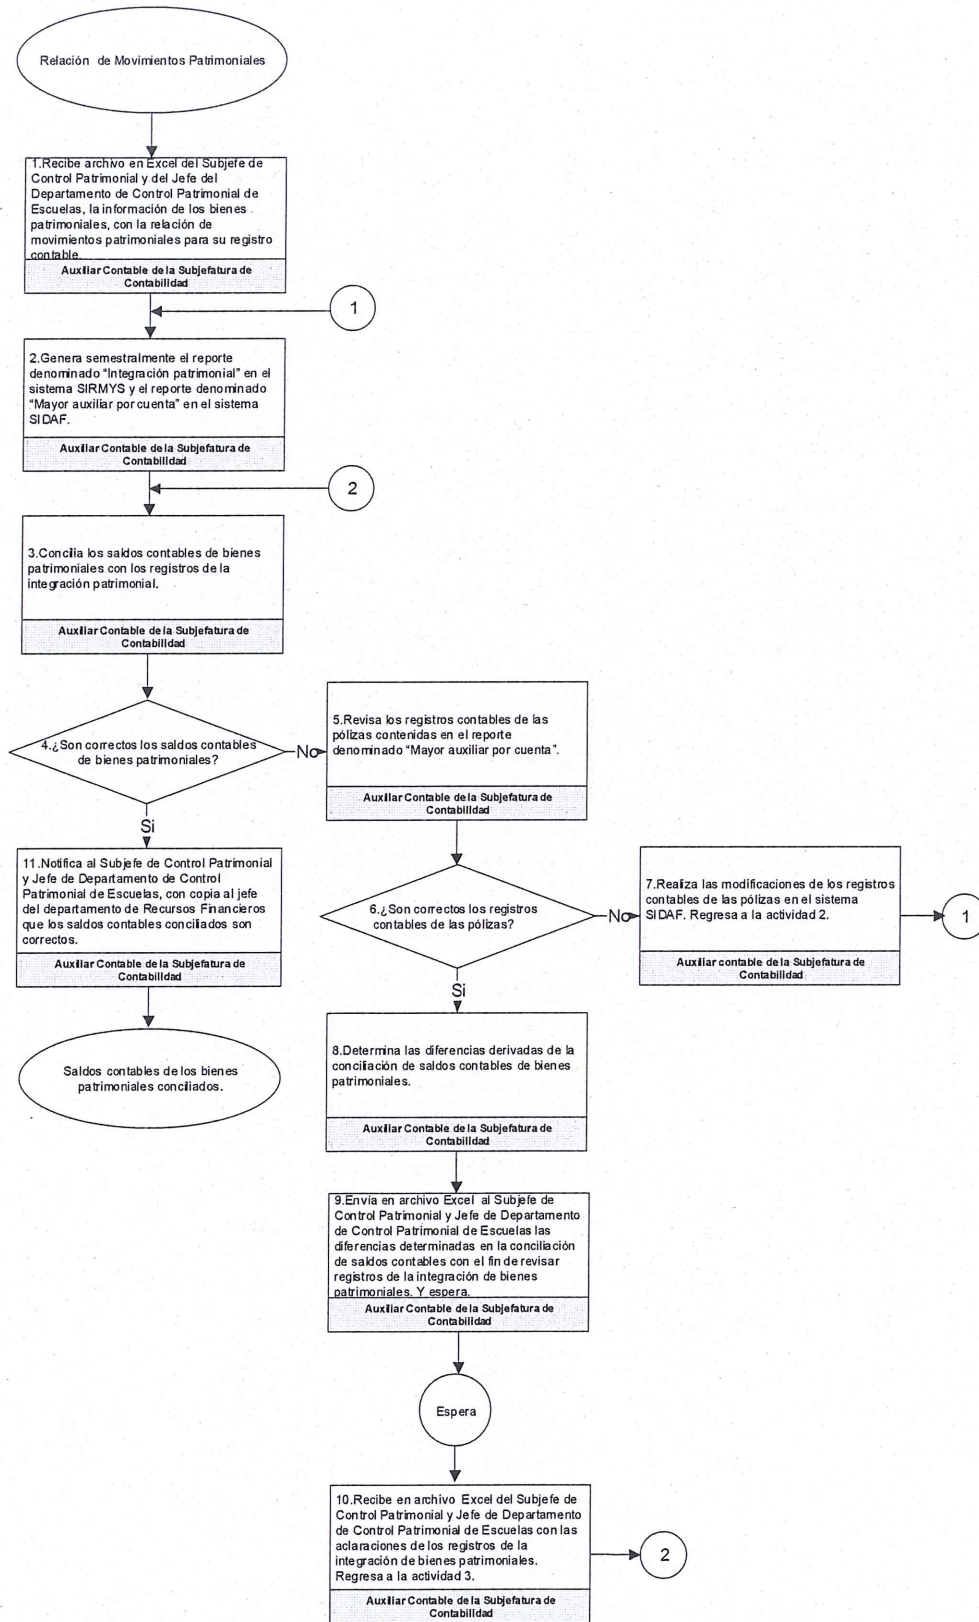 Relación de Movimientos Patrimoniales
1.Recibe archivo en Excel del Subjefe de
Control Patrimonial y del Jefe del
Departamento de Control Patrimonial de
Escuelas, la información de los bienes
patrimoniales, con la relación de
movimientos patrimoniales para su registro
contable.
Auxiliar Contable de la Subjefatura de
Contabilidad
1
2.Genera semestralmente el reporte
denominado “Integración patrimonial” en el
sistema SIRMYS y el reporte denominado
“Mayor auxiliar por cuenta” en el sistema
SIDAF.
Auxiliar Contable de la Subjefatura de
Contabilidad
2
3.Concilia los saldos contables de bienes
patrimoniales con los registros de la
integración patrimonial.
Auxiliar Contable de la Subjefatura de
Contabilidad
4.¿Son correctos los saldos contables
de bienes patrimoniales?
No
5.Revisa los registros contables de las
pólizas contenidas en el reporte
denominado “Mayor auxiliar por cuenta”.
Auxiliar Contable de la Subjefatura de
Contabilidad
Si
11.Notifica al Subjefe de Control Patrimonial
y Jefe de Departamento de Control
Patrimonial de Escuelas, con copia al jefe
del departamento de Recursos Financieros
que los saldos contables conciliados son
correctos.
Auxiliar Contable de la Subjefatura de
Contabilidad
Saldos contables de los bienes
patrimoniales conciliados.
6.¿Son correctos los registros
contables de las pólizas?
No
7.Realiza las modificaciones de los registros
contables de las pólizas en el sistema
SIDAF. Regresa a la actividad 2.
Auxiliar contable de la Subjefatura de
Contabilidad
1
Si
8.Determina las diferencias derivadas de la
conciliación de saldos contables de bienes
patrimoniales.
Auxiliar Contable de la Subjefatura de
Contabilidad
9.Envía en archivo Excel al Subjefe de
Control Patrimonial y Jefe de Departamento
de Control Patrimonial de Escuelas las
diferencias determinadas en la conciliación
de saldos contables con el fin de revisar
registros de la integración de bienes
patrimoniales. Y espera.
Auxiliar Contable de la Subjefatura de
Contabilidad
Espera
10.Recibe en archivo Excel del Subjefe de
Control Patrimonial y Jefe de Departamento
de Control Patrimonial de Escuelas con las
aclaraciones de los registros de la
integración de bienes patrimoniales.
Regresa a la actividad 3.
Auxiliar Contable de la Subjefatura de
Contabilidad
2